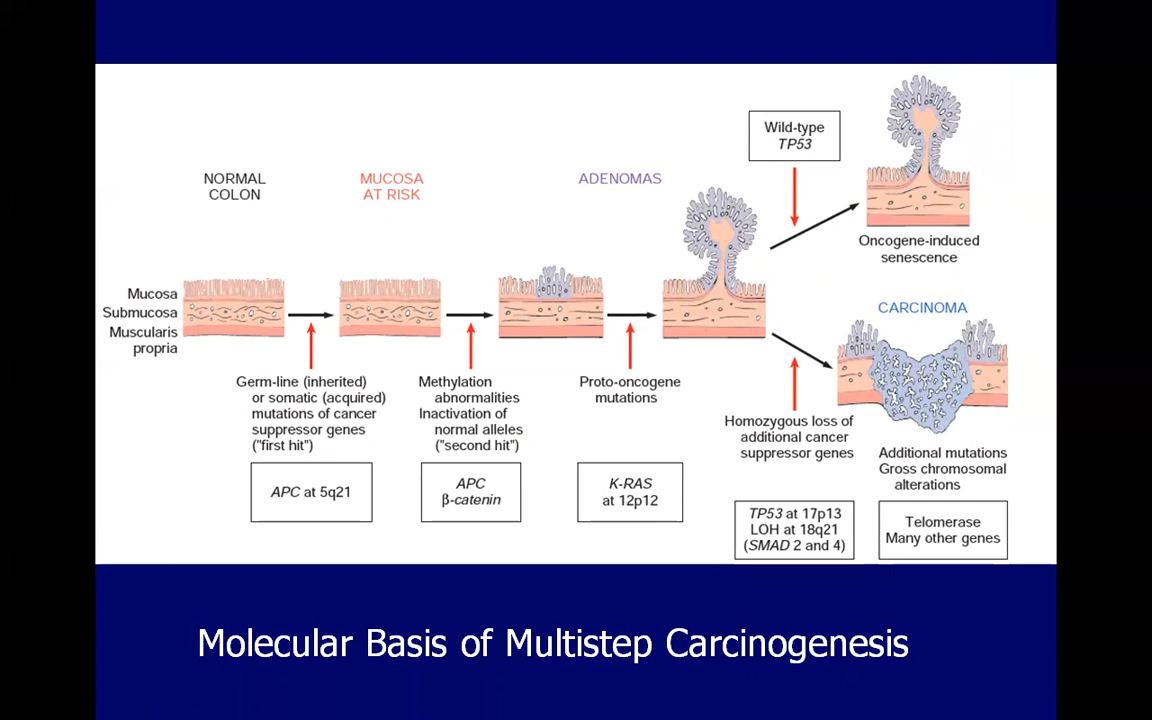 Wild-type
TP53
NORMAL
COLON
MUCOSA
AT RISK
ADENOMAS
Oncogene-induced
senescence
CARCINOMA
Mucosa
Submucosa
Muscularis
propria
Germ-line (inherited)
or somatic (acquired)
mutations of cancer
suppressor genes
("first hit")
Methylation
abnormalities
Inactivation of
normal alleles
("second hit")
Proto-oncogene
mutations
Homozygous loss of
additional cancer
suppressor genes
Additional mutations
Gross chromosomal
alterations
APC at 5q21
APC
β-catenin
K-RAS
at 12p12
TP53 at 17p13
LOH at 18q21
(SMAD 2 and 4)
Telomerase
Many other genes
Molecular Basis of Multistep Carcinogenesis